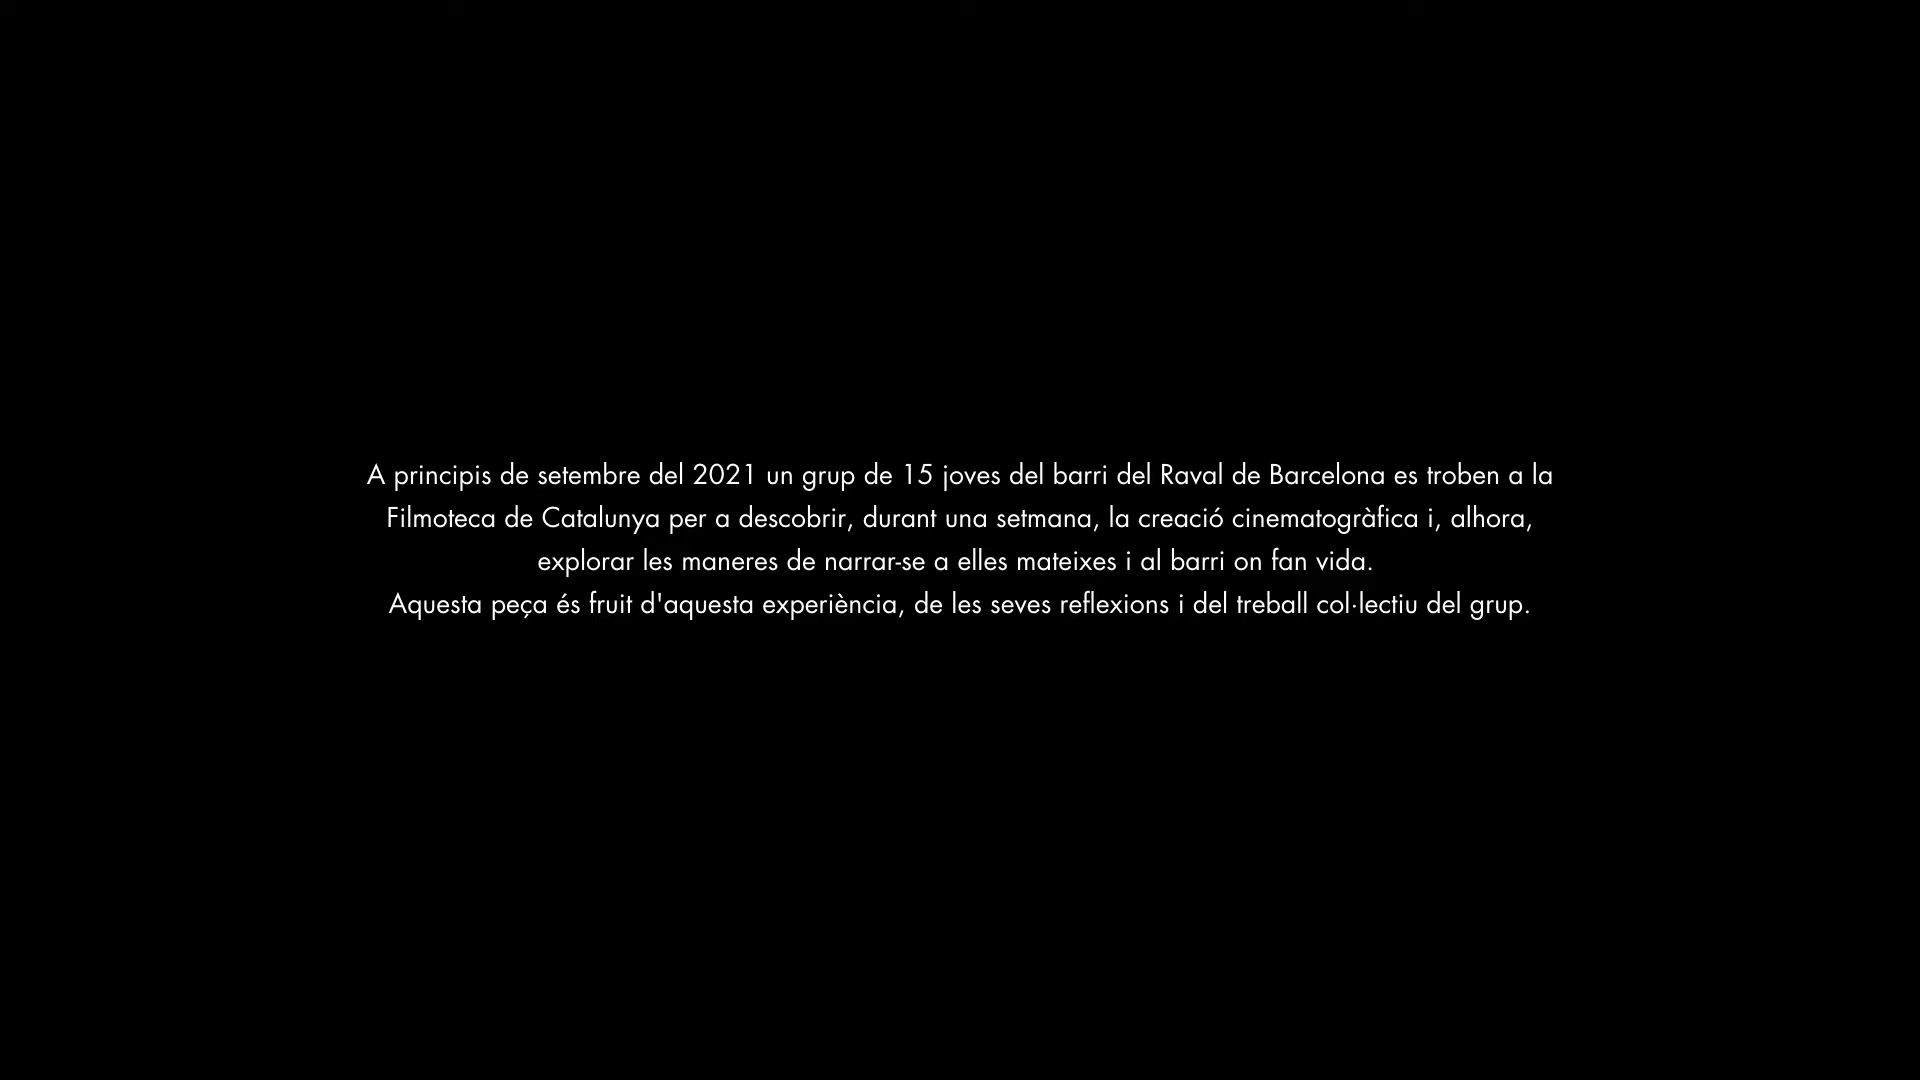 A principis de setembre del 2021 un grup de 15 joves del barri del Raval de Barcelona es troben a la
Filmoteca de Catalunya per a descobrir, durant una setmana, la creació cinematogràfica i, alhora,
explorar les maneres de narrar-se a elles mateixes i al barri on fan vida.
Aquesta peça és fruit d'aquesta experiència, de les seves reflexions i del treball col·lectiu del grup.